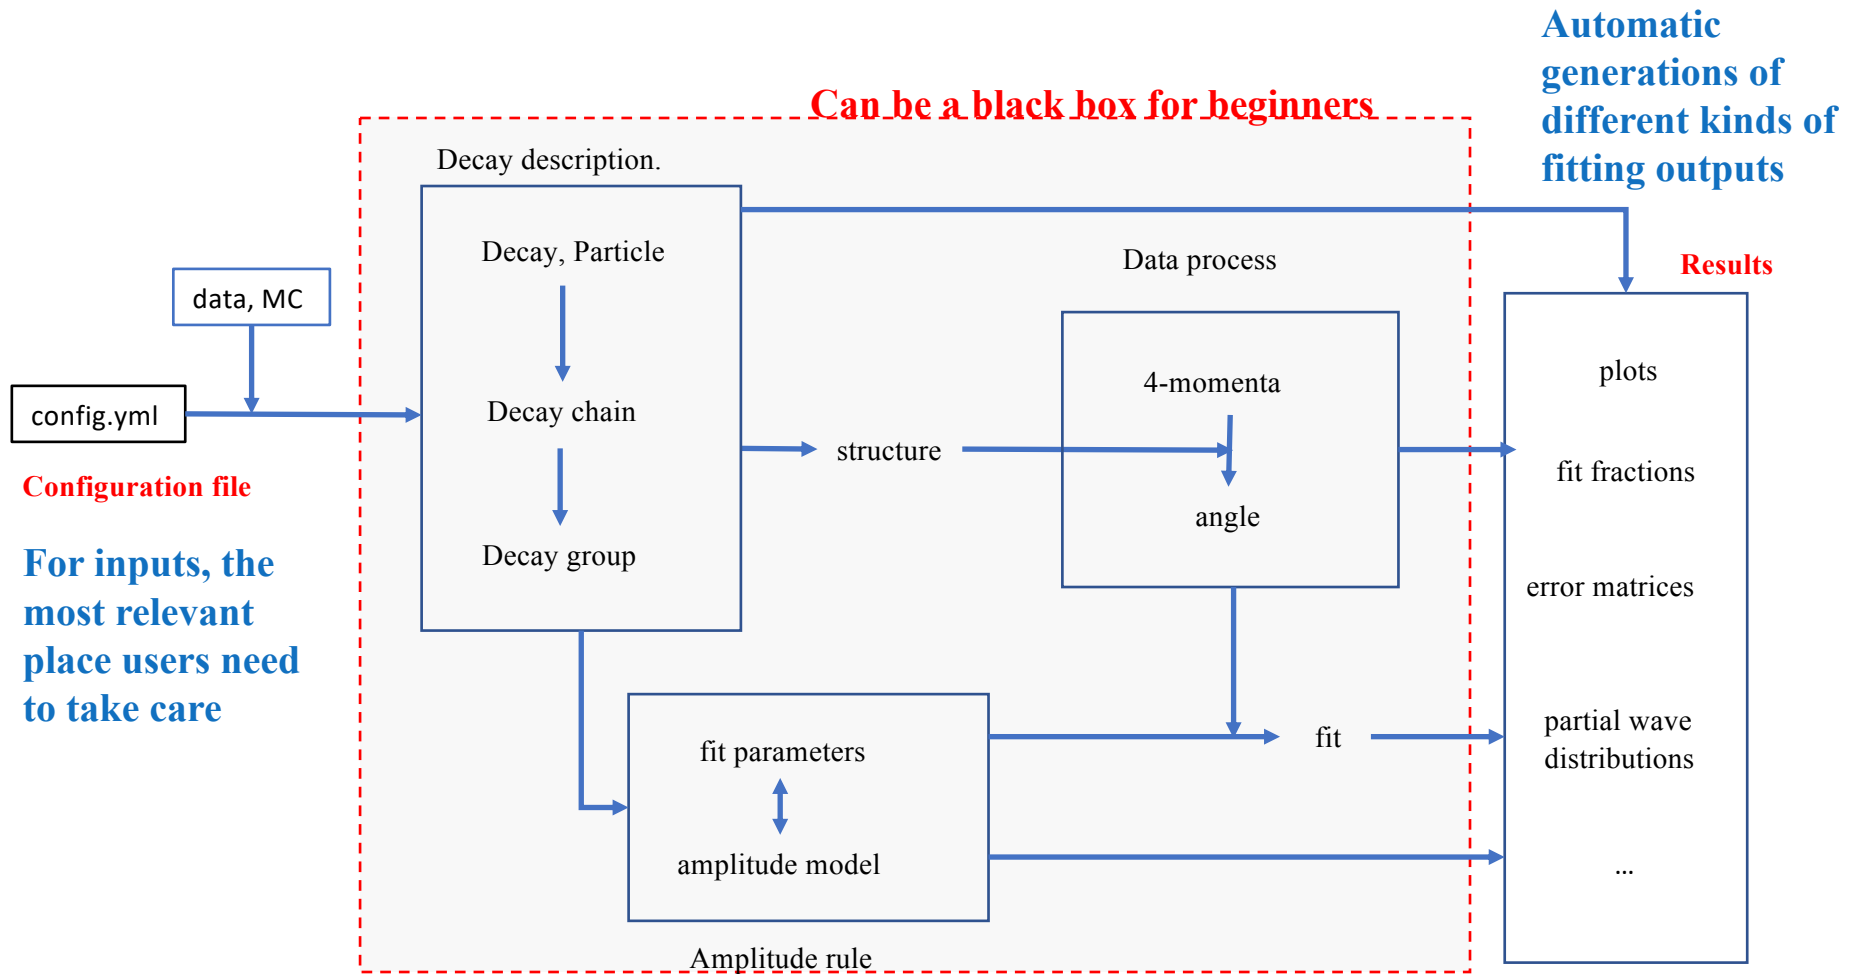 Automatic
generations of
different kinds of
fitting outputs
Can be a black box for beginners
Decay description.
Decay, Particle
Data process
Results
data, MC
4-momenta
plots
config.yml
Decay chain
structure
fit fractions
Configuration file
angle
For inputs, the
most relevant
place users need
to take care
Decay group
error matrices
fit parameters
fit
partial wave
distributions
amplitude model
...
Amplitude rule